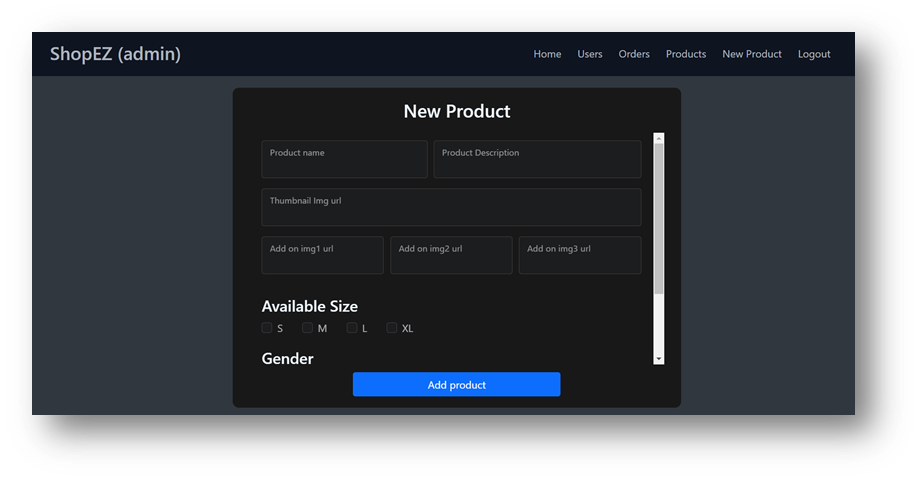 ShopEZ (admin) Home Users Orders Products New Product Logout
New Product
Product name Product Description
Thumbnail Img url
Add on img1 url Add on img2 url Add on img3 url
Available Size
S M L XL
Gender
Add product